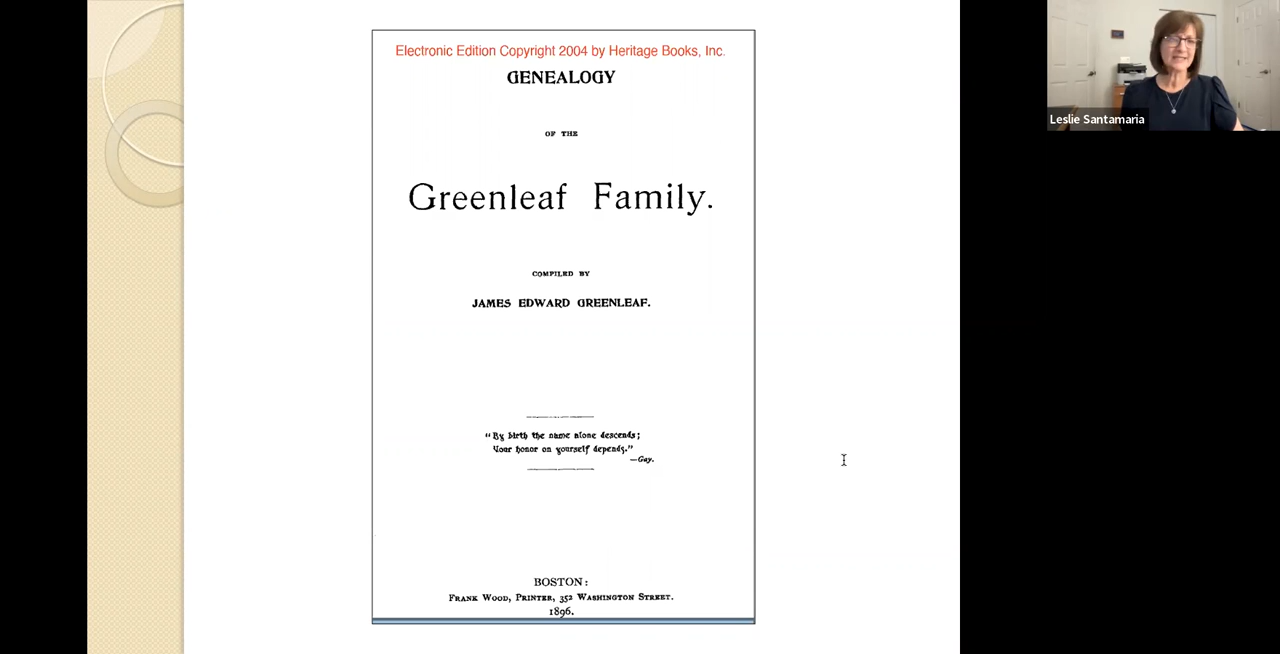 Electronic Edition Copyright 2004 by Heritage Books, Inc.
GENEALOGY
OF THE
Greenleaf Family.
COMPILED BY
JAMES EDWARD GREENLEAF.
"By birth the name alone descends;
Your honor on yourself depends."
—Gay.
BOSTON:
FRANK WOOD, PRINTER, 352 WASHINGTON STREET.
1896.
Leslie Santamaria